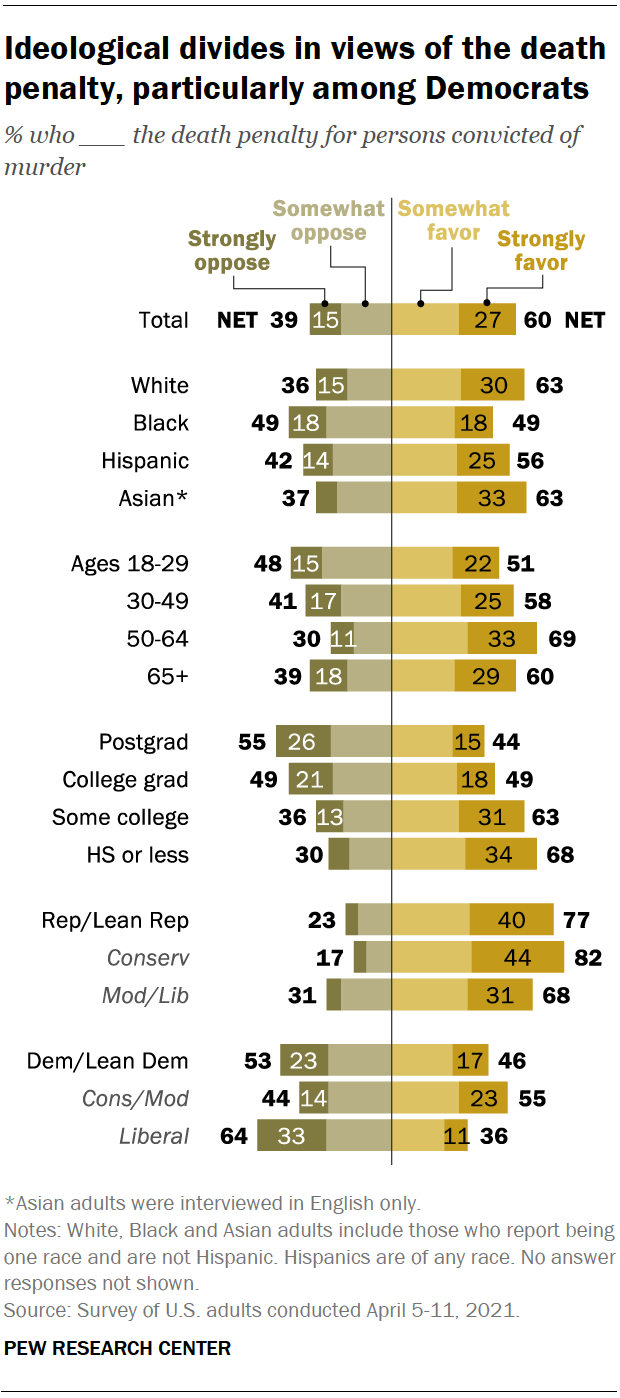 Ideological divides in views of the death
penalty, particularly among Democrats
% who ___ the death penalty for persons convicted of
murder
Somewhat oppose Somewhat favor
Strongly oppose Strongly favor
Total NET 39 15 27 60 NET
White 36 15 30 63
Black 49 18 18 49
Hispanic 42 14 25 56
Asian* 37 33 63
Ages 18-29 48 15 22 51
30-49 41 17 25 58
50-64 30 11 33 69
65+ 39 18 29 60
Postgrad 55 26 15 44
College grad 49 21 18 49
Some college 36 13 31 63
HS or less 30 34 68
Rep/Lean Rep 23 40 77
Conserv 17 44 82
Mod/Lib 31 31 68
Dem/Lean Dem 53 23 17 46
Cons/Mod 44 14 23 55
Liberal 64 33 11 36
*Asian adults were interviewed in English only.
Notes: White, Black and Asian adults include those who report being
one race and are not Hispanic. Hispanics are of any race. No answer
responses not shown.
Source: Survey of U.S. adults conducted April 5-11, 2021.
PEW RESEARCH CENTER